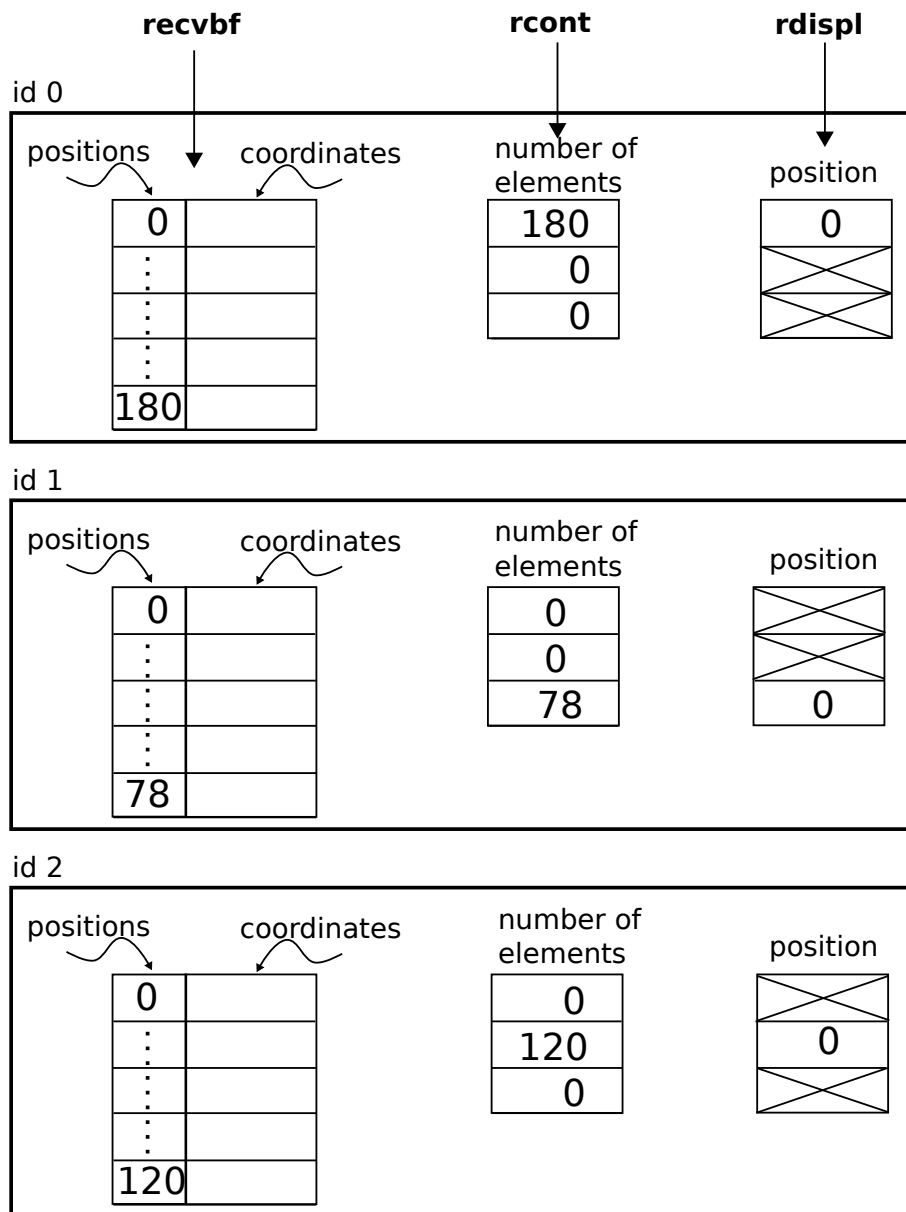 recvbf rcont rdispl
id 0
positions coordinates number of elements position
0 180 0
0
0
180
id 1
positions coordinates number of elements position
0 0
0
78 0
78
id 2
positions coordinates number of elements position
0 0
120 0
0
120